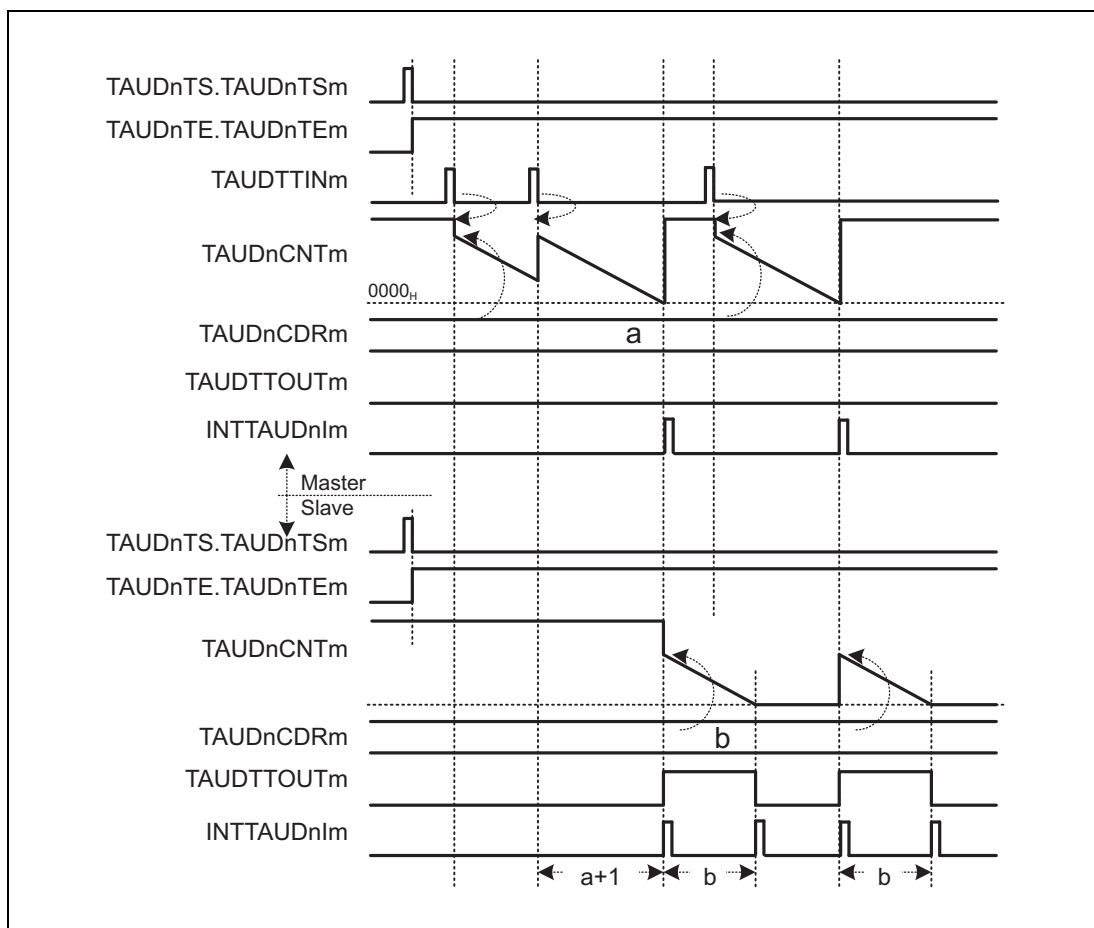 TAUDnTS.TAUDnTSm
TAUDnTE.TAUDnTEm
TAUDTTINm
TAUDnCNTm
0000H
TAUDnCDRm
a
TAUDTTOUTm
INTTAUDnIm
Master
Slave
TAUDnTS.TAUDnTSm
TAUDnTE.TAUDnTEm
TAUDnCNTm
TAUDnCDRm
b
TAUDTTOUTm
INTTAUDnIm
a+1 b b